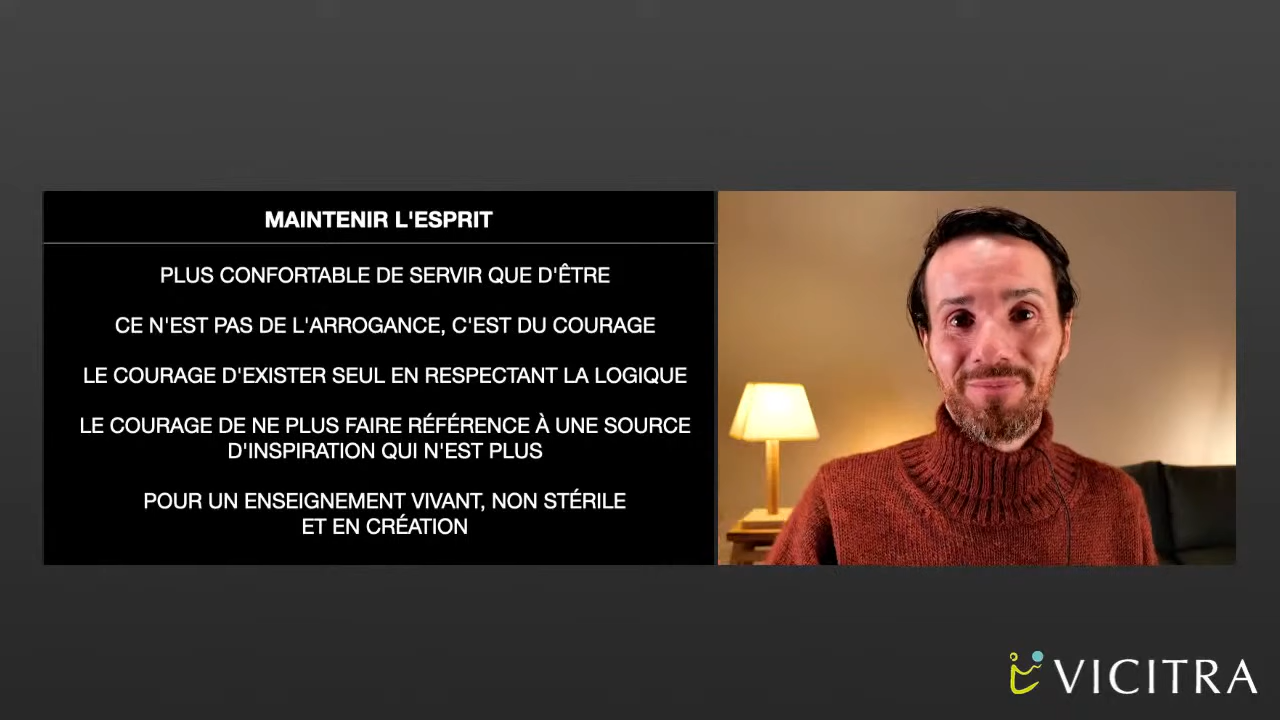 MAINTENIR L'ESPRIT
PLUS CONFORTABLE DE SERVIR QUE D'ÊTRE
CE N'EST PAS DE L'ARROGANCE, C'EST DU COURAGE
LE COURAGE D'EXISTER SEUL EN RESPECTANT LA LOGIQUE
LE COURAGE DE NE PLUS FAIRE RÉFÉRENCE À UNE SOURCE
D'INSPIRATION QUI N'EST PLUS
POUR UN ENSEIGNEMENT VIVANT, NON STÉRILE
ET EN CRÉATION
VICITRA